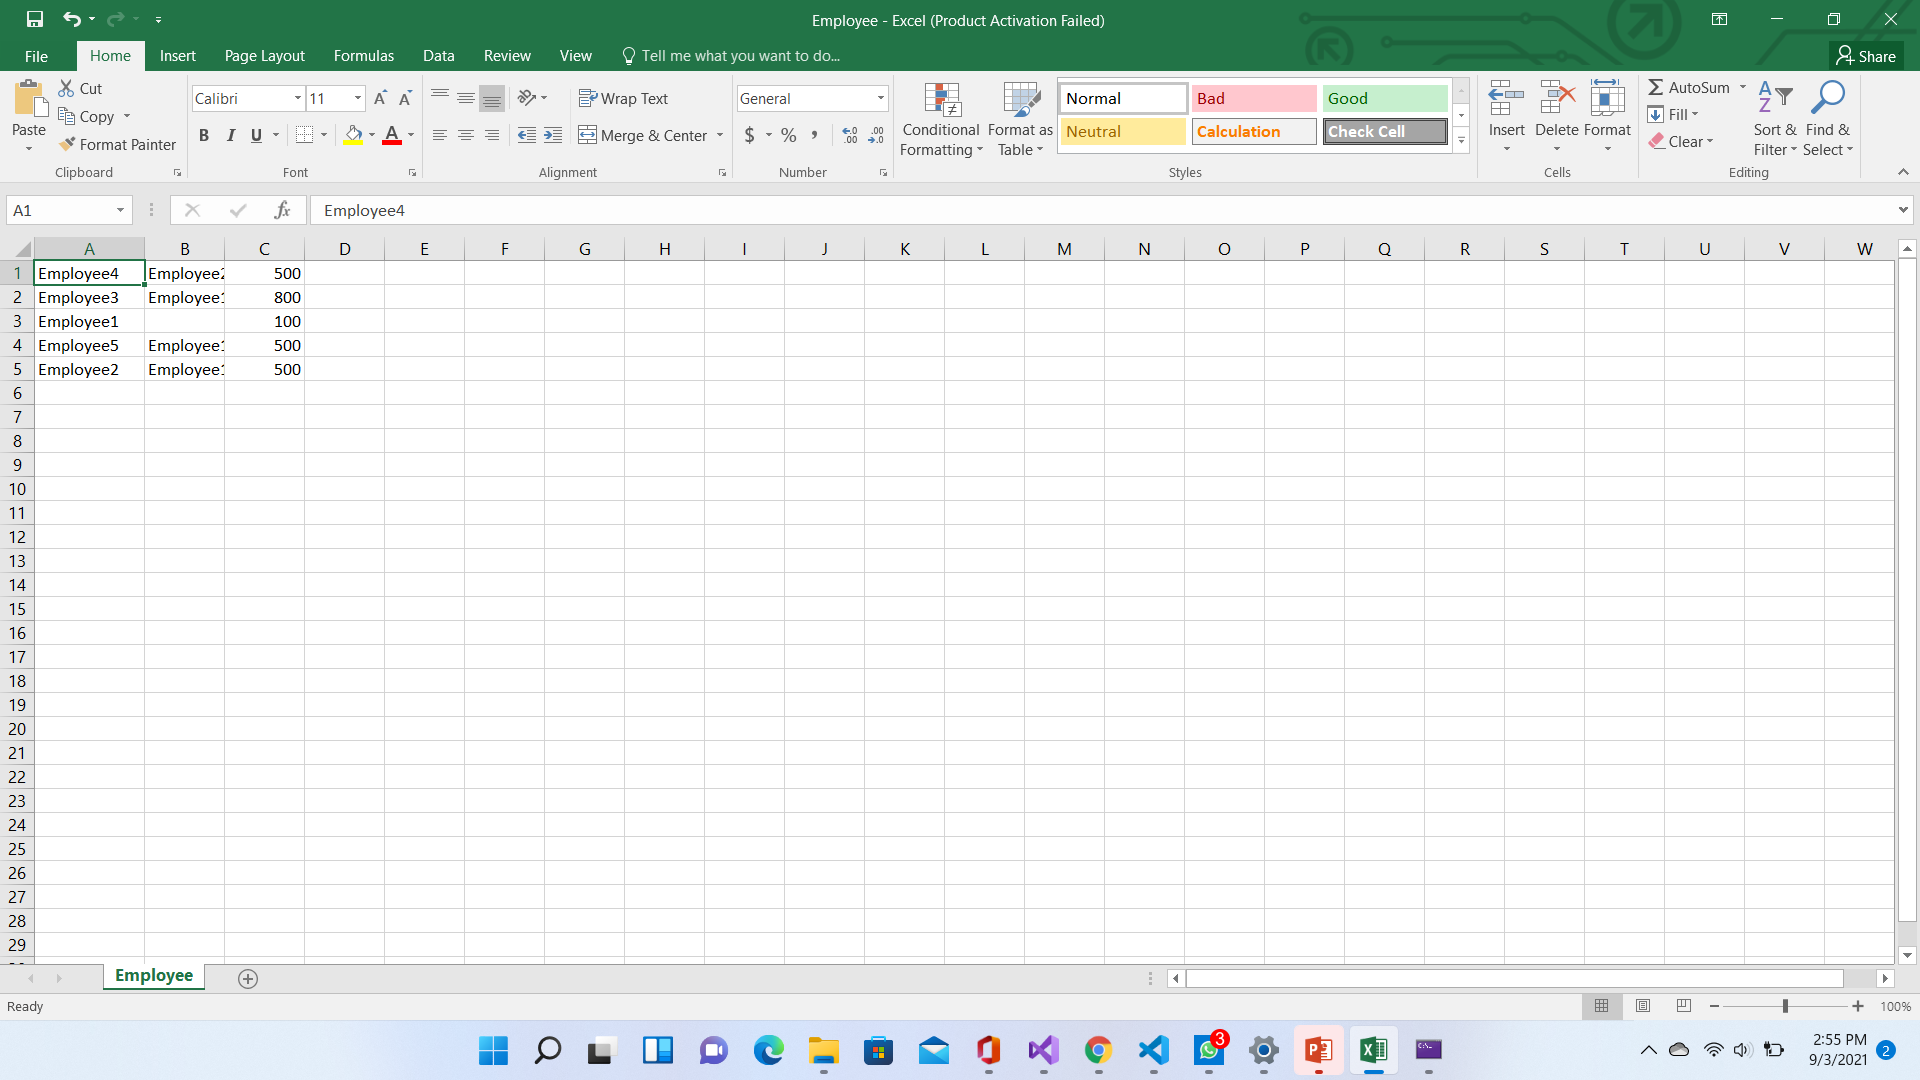 Employee - Excel (Product Activation Failed)
File Home Insert Page Layout Formulas Data Review View Tell me what you want to do... Share
Paste
Cut
Copy
Format Painter
Clipboard
Calibri 11
B I U
Font
Wrap Text
Merge & Center
Alignment
General
$ % ,
Number
Conditional Formatting
Format as Table
Normal Bad Good
Neutral Calculation Check Cell
Styles
Insert Delete Format
Cells
AutoSum
Fill
Clear
Sort & Filter
Find & Select
Editing
A1 fx Employee4
A B C D E F G H I J K L M N O P Q R S T U V W
1 Employee4 Employee2 500
2 Employee3 Employee1 800
3 Employee1 100
4 Employee5 Employee1 500
5 Employee2 Employee1 500
6
7
8
9
10
11
12
13
14
15
16
17
18
19
20
21
22
23
24
25
26
27
28
29
Employee
Ready 100%
3
2:55 PM
9/3/2021
2